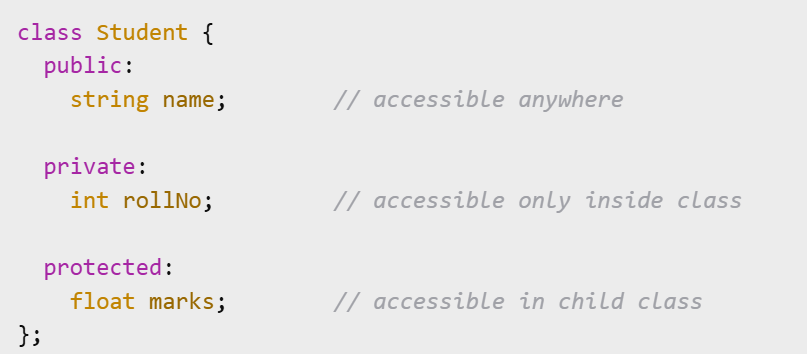 class Student {
public:
string name; // accessible anywhere
private:
int rollNo; // accessible only inside class
protected:
float marks; // accessible in child class
};